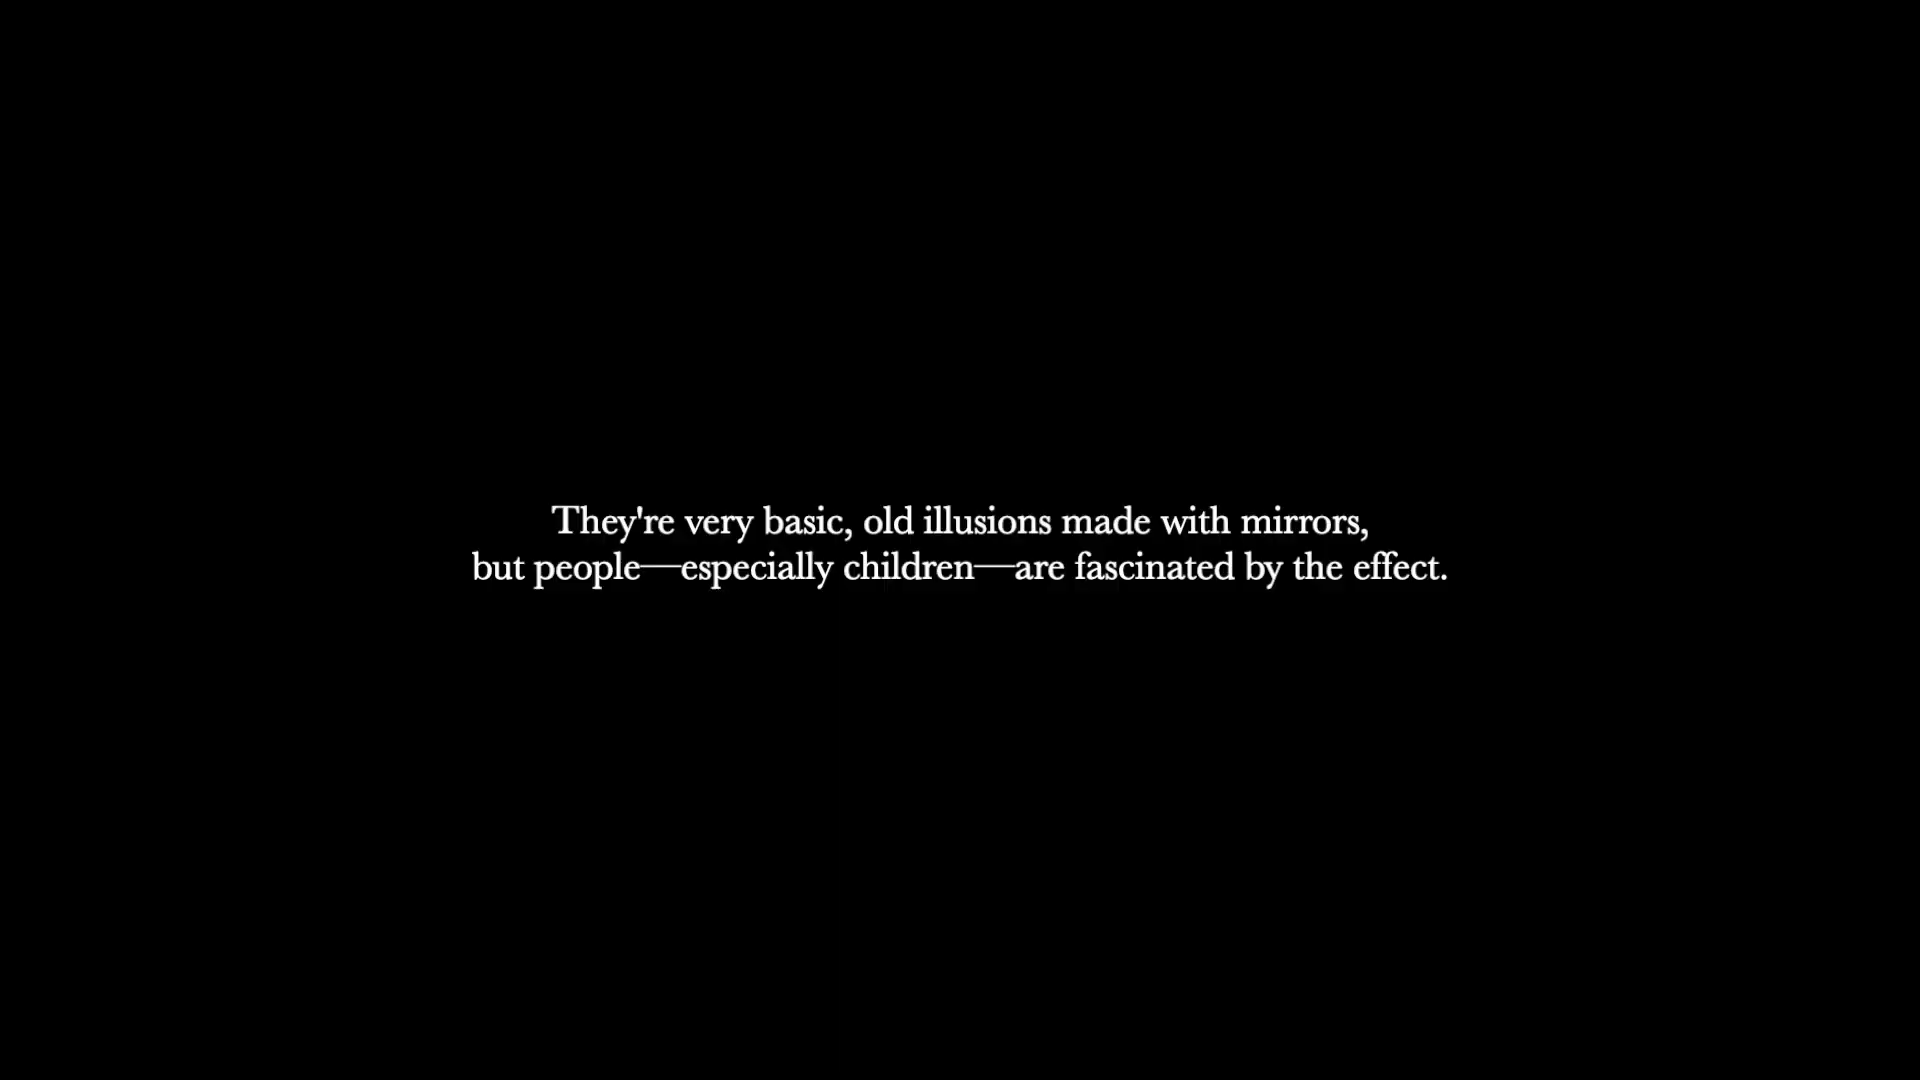 They're very basic, old illusions made with mirrors,
but people—especially children—are fascinated by the effect.